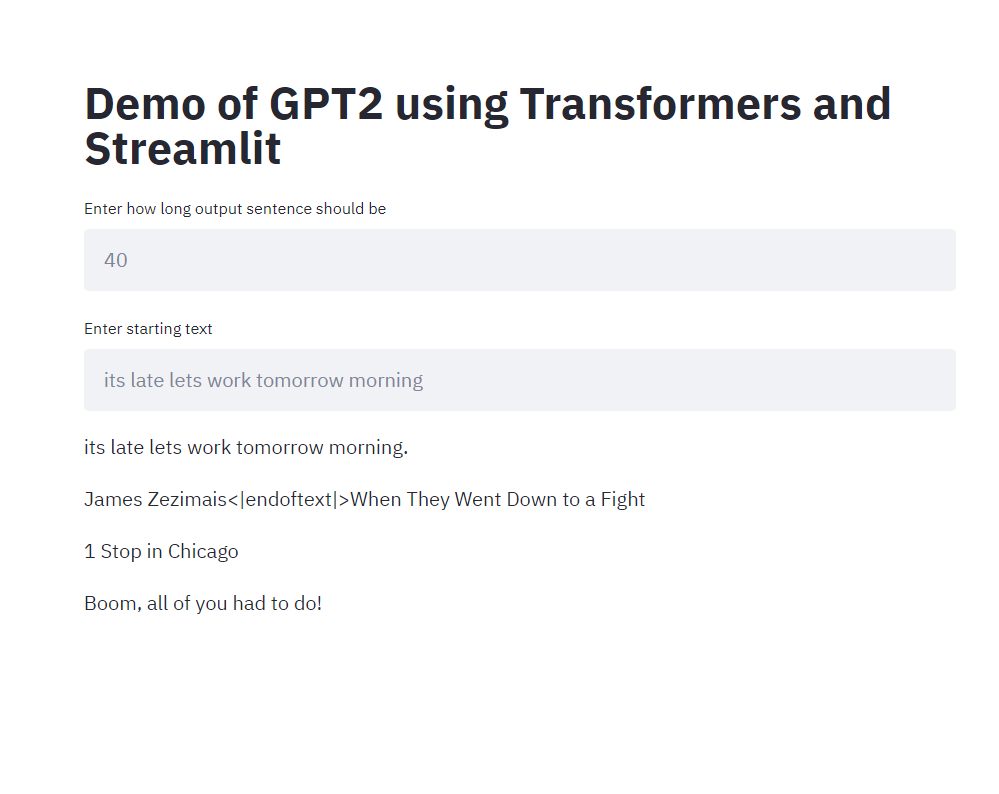 Demo of GPT2 using Transformers and
Streamlit
Enter how long output sentence should be
40
Enter starting text
its late lets work tomorrow morning
its late lets work tomorrow morning.
James Zezimais<|endoftext|>When They Went Down to a Fight
1 Stop in Chicago
Boom, all of you had to do!